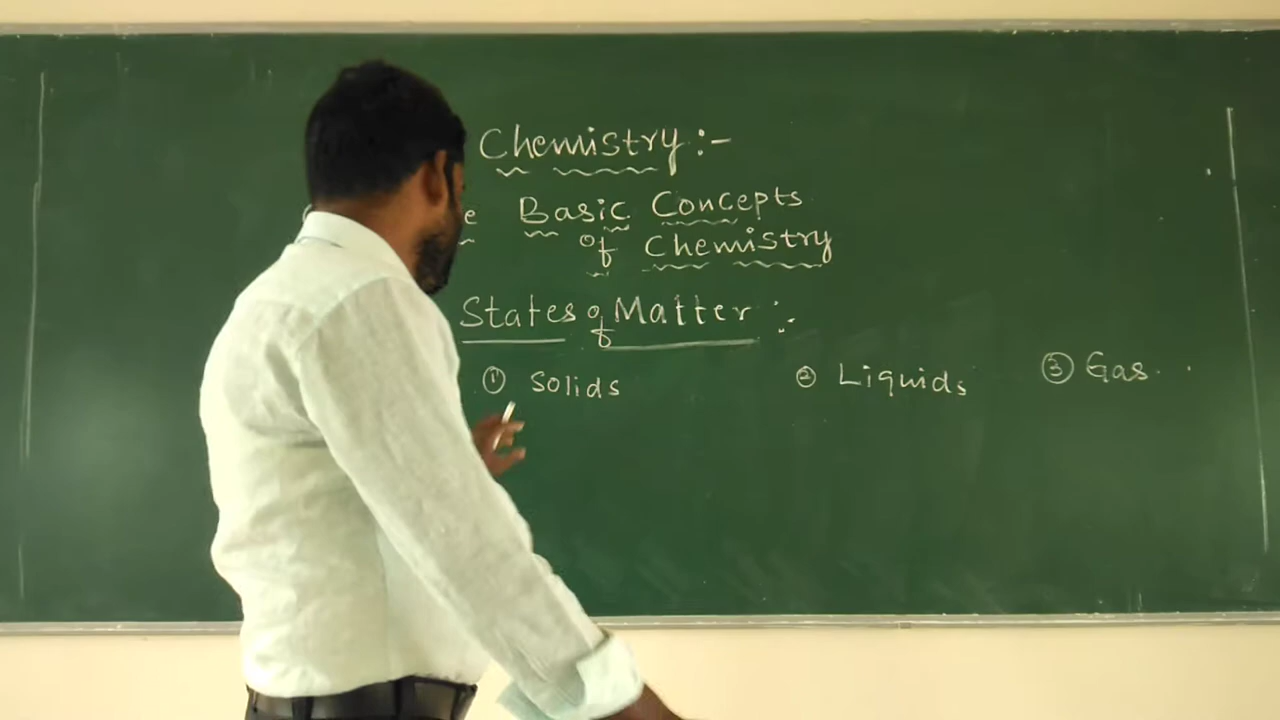 Chemistry :-
e Basic Concepts
of Chemistry
States of Matter :-
① Solids ② Liquids ③ Gas.